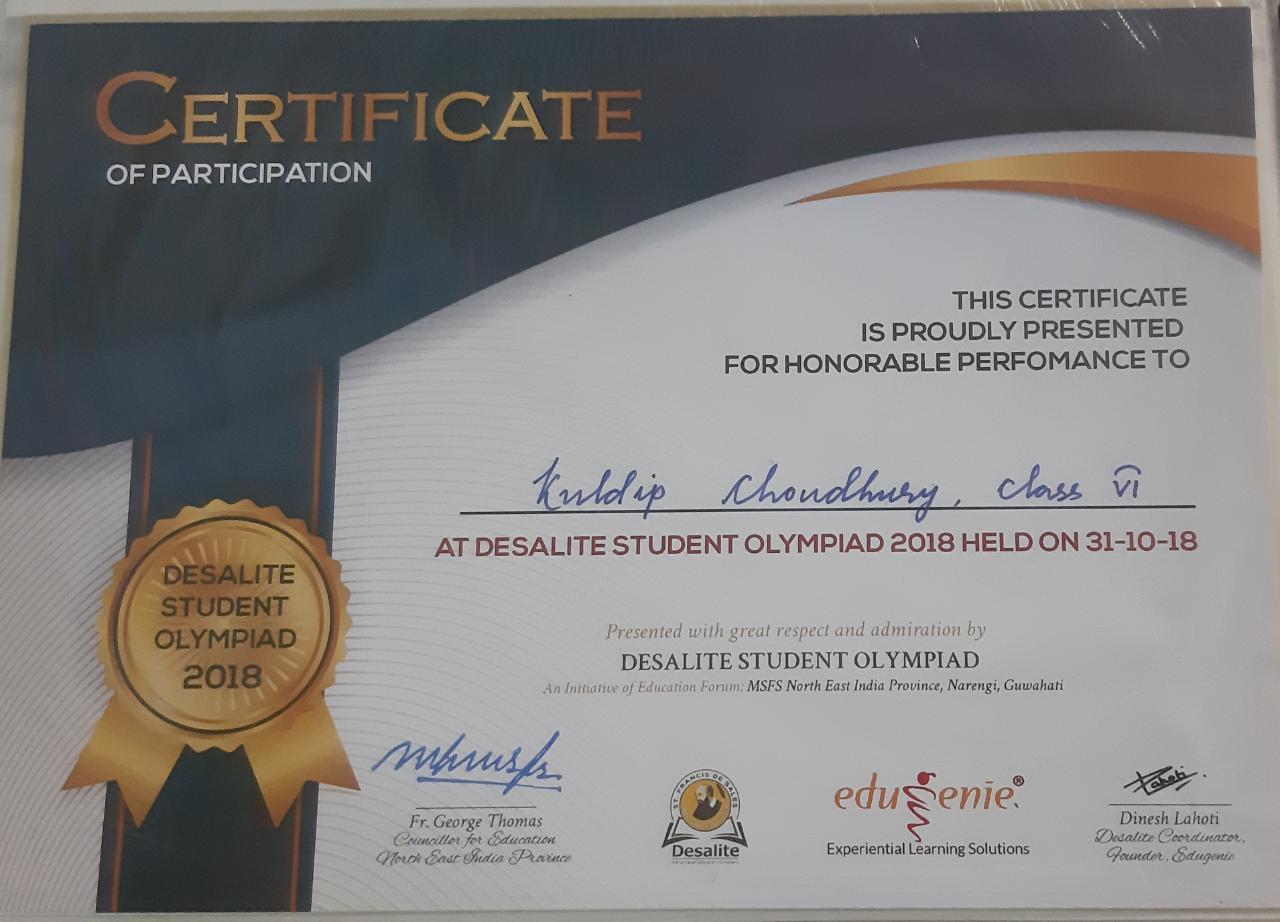 CERTIFICATE
OF PARTICIPATION
THIS CERTIFICATE
IS PROUDLY PRESENTED
FOR HONORABLE PERFOMANCE TO
Kuldip Choudhury, Class VI
AT DESALITE STUDENT OLYMPIAD 2018 HELD ON 31-10-18
DESALITE
STUDENT
OLYMPIAD
2018
Presented with great respect and admiration by
DESALITE STUDENT OLYMPIAD
An Initiative of Education Forum: MSFS North East India Province, Narengi, Guwahati
Fr. George Thomas
Councillor for Education
North East India Province
ST. FRANCIS DE SALES
Desalite
edugenie®
Experiential Learning Solutions
Lahoti
Dinesh Lahoti
Desalite Coordinator,
Founder, Edugenie